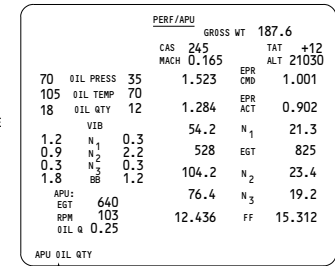 PERF/APU
GROSS WT 187.6
CAS 245 TAT +12
MACH 0.165 ALT 21030
70 OIL PRESS 35 1.523 EPR CMD 1.001
105 OIL TEMP 70
18 OIL QTY 12 1.284 EPR ACT 0.902
VIB 54.2 N1 21.3
1.2 N1 0.3
0.9 N2 2.2 528 EGT 825
0.3 N3 0.3
1.8 BB 1.2 104.2 N2 23.4
APU: 76.4 N3 19.2
EGT 640
RPM 103 12.436 FF 15.312
OIL Q 0.25
APU OIL QTY
E